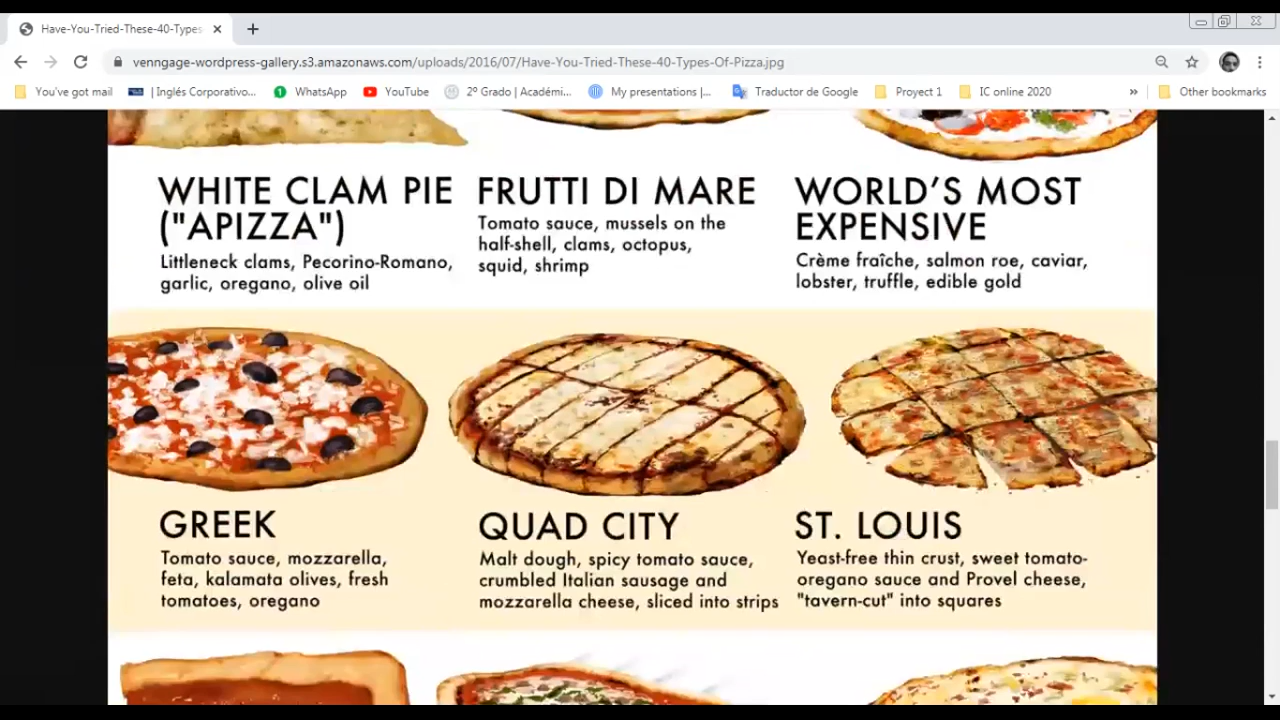 Have-You-Tried-These-40-Types-
venngage-wordpress-gallery.s3.amazonaws.com/uploads/2016/07/Have-You-Tried-These-40-Types-Of-Pizza.jpg
You've got mail
| Inglés Corporativo...
WhatsApp
YouTube
2º Grado | Académi...
My presentations |...
Traductor de Google
Proyect 1
IC online 2020
»
Other bookmarks
WHITE CLAM PIE
("APIZZA")
Littleneck clams, Pecorino-Romano,
garlic, oregano, olive oil
FRUTTI DI MARE
Tomato sauce, mussels on the
half-shell, clams, octopus,
squid, shrimp
WORLD'S MOST
EXPENSIVE
Crème fraîche, salmon roe, caviar,
lobster, truffle, edible gold
GREEK
Tomato sauce, mozzarella,
feta, kalamata olives, fresh
tomatoes, oregano
QUAD CITY
Malt dough, spicy tomato sauce,
crumbled Italian sausage and
mozzarella cheese, sliced into strips
ST. LOUIS
Yeast-free thin crust, sweet tomato-
oregano sauce and Provel cheese,
"tavern-cut" into squares